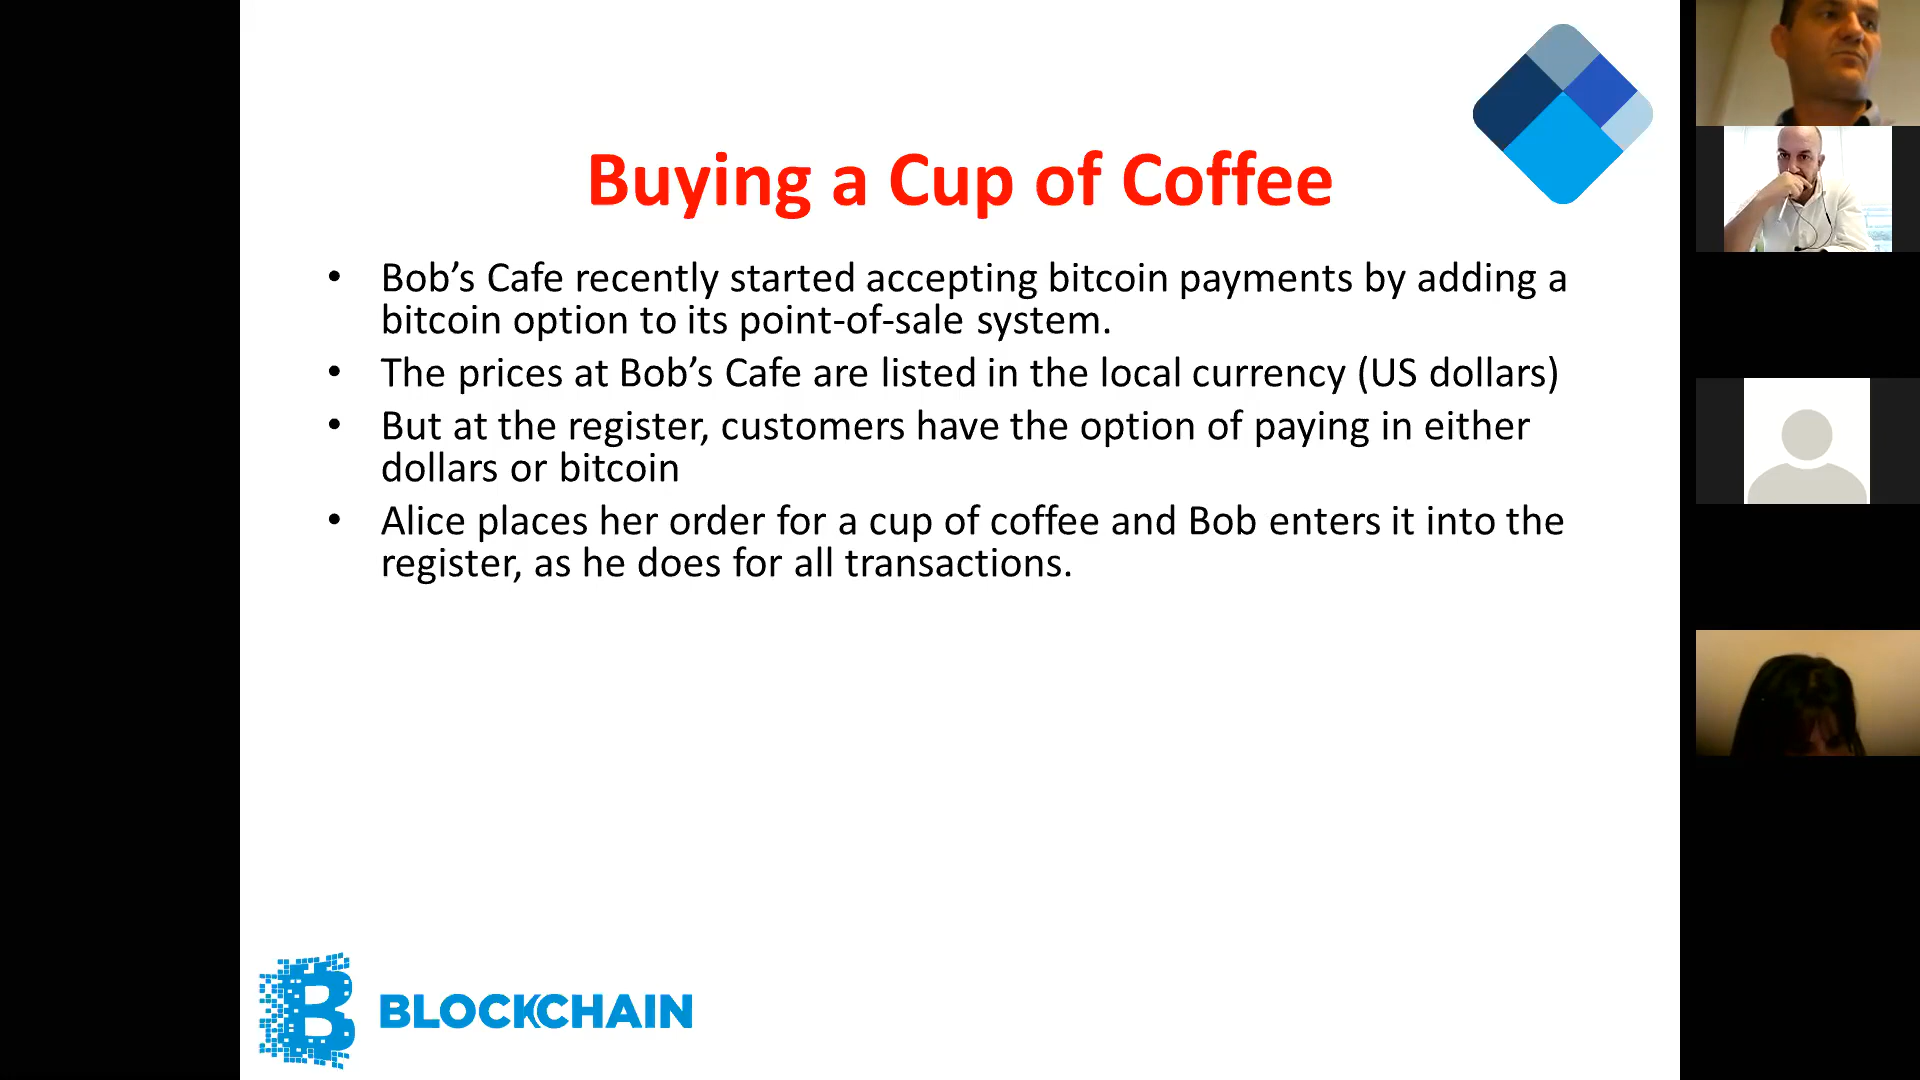 Buying a Cup of Coffee
• Bob’s Cafe recently started accepting bitcoin payments by adding a
bitcoin option to its point-of-sale system.
• The prices at Bob’s Cafe are listed in the local currency (US dollars)
• But at the register, customers have the option of paying in either
dollars or bitcoin
• Alice places her order for a cup of coffee and Bob enters it into the
register, as he does for all transactions.
B BLOCKCHAIN